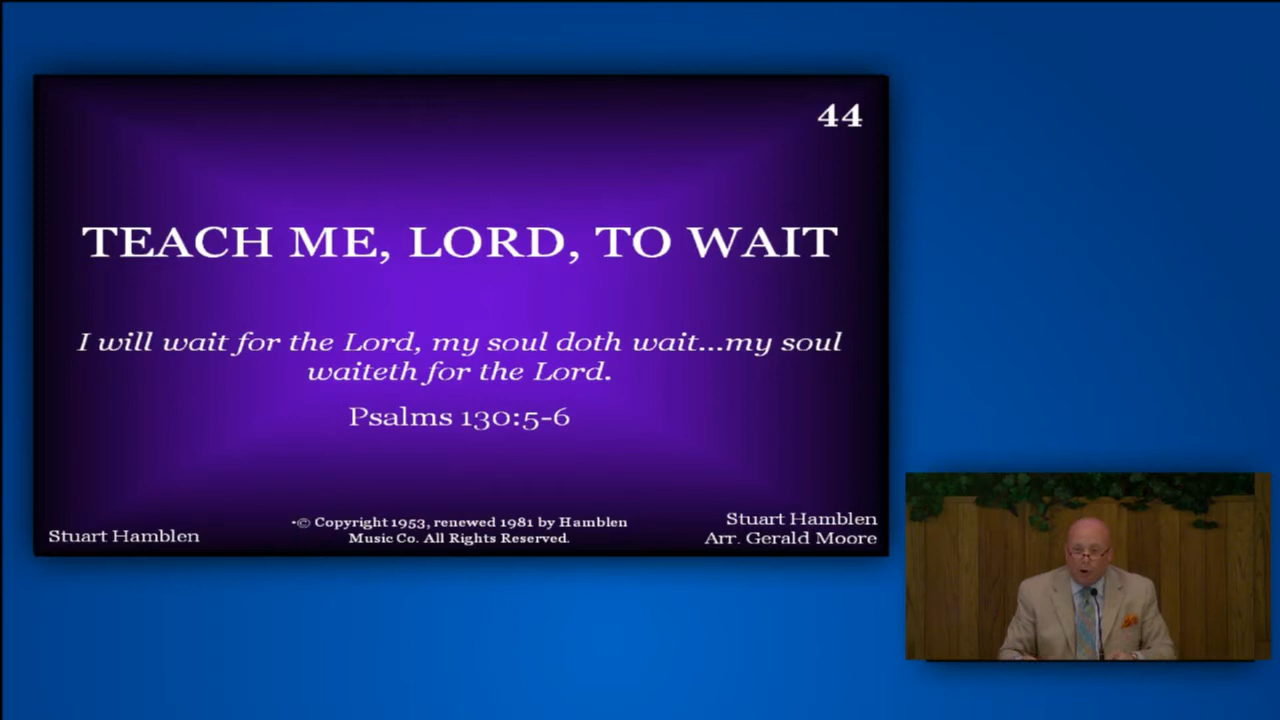 44
TEACH ME, LORD, TO WAIT
I will wait for the Lord, my soul doth wait...my soul
waiteth for the Lord.
Psalms 130:5-6
Stuart Hamblen
•© Copyright 1953, renewed 1981 by Hamblen
Music Co. All Rights Reserved.
Stuart Hamblen
Arr. Gerald Moore